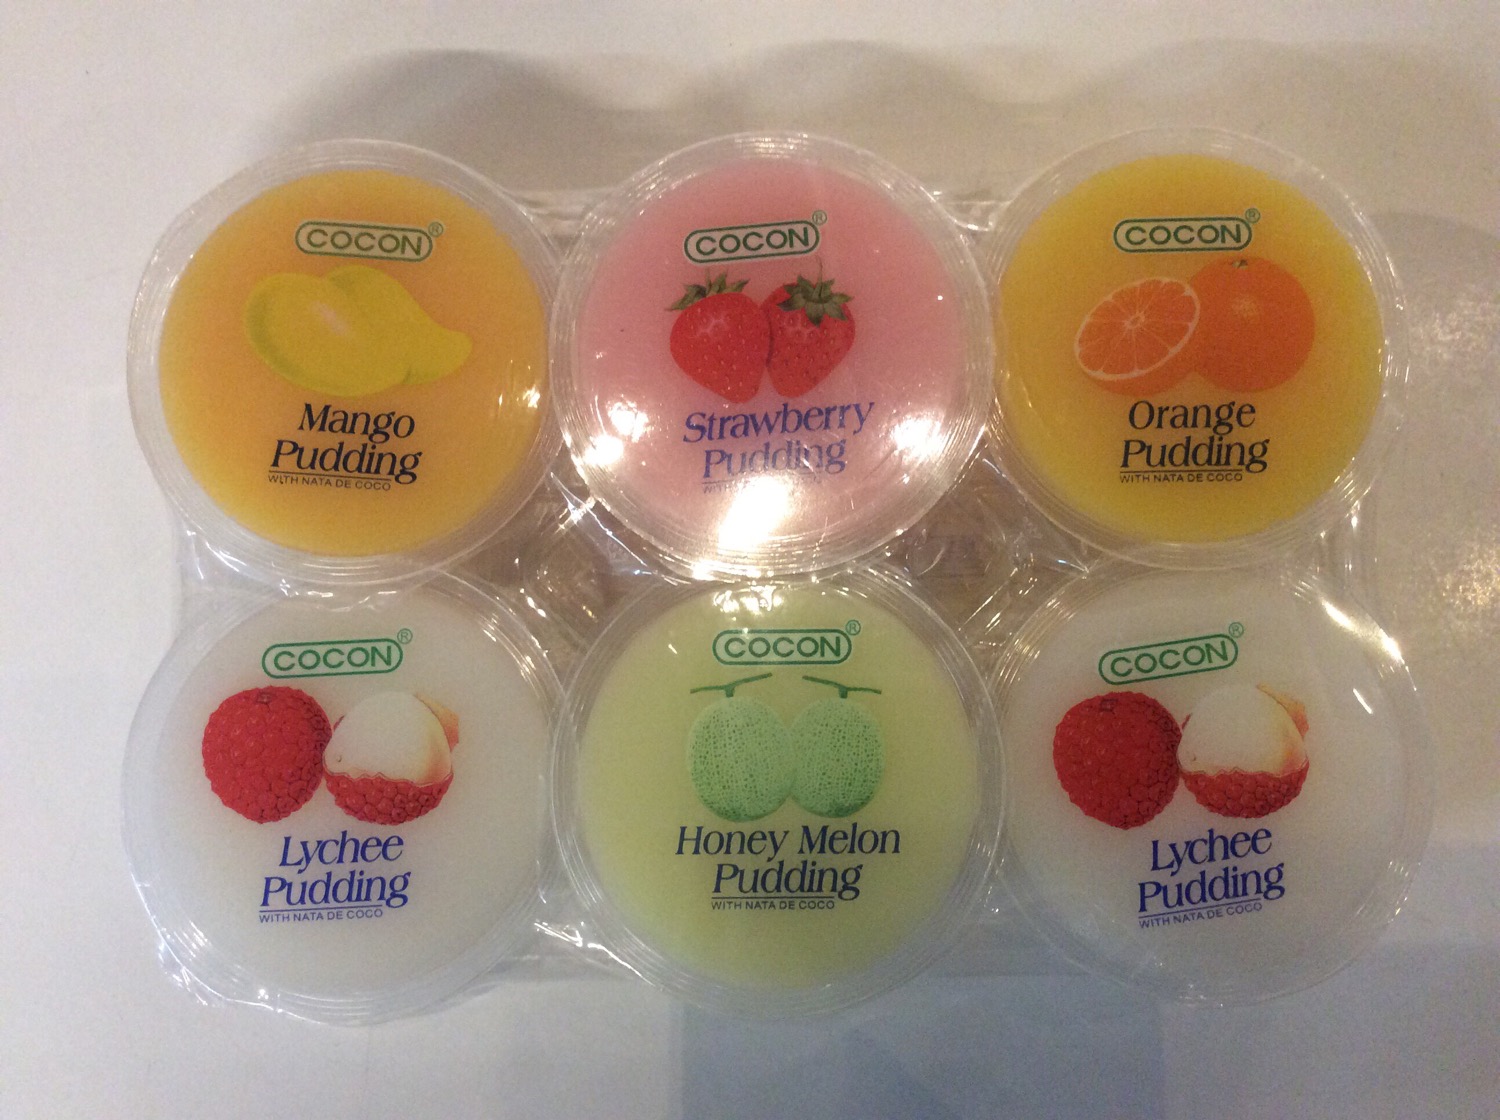 COCON®
Mango
Pudding
WITH NATA DE COCO
COCON®
Strawberry
Pudding
WITH NATA
COCON®
Orange
Pudding
WITH NATA DE COCO
COCON®
Lychee
Pudding
WITH NATA DE COCO
COCON®
Honey Melon
Pudding
WITH NATA DE COCO
COCON®
Lychee
Pudding
WITH NATA DE COCO